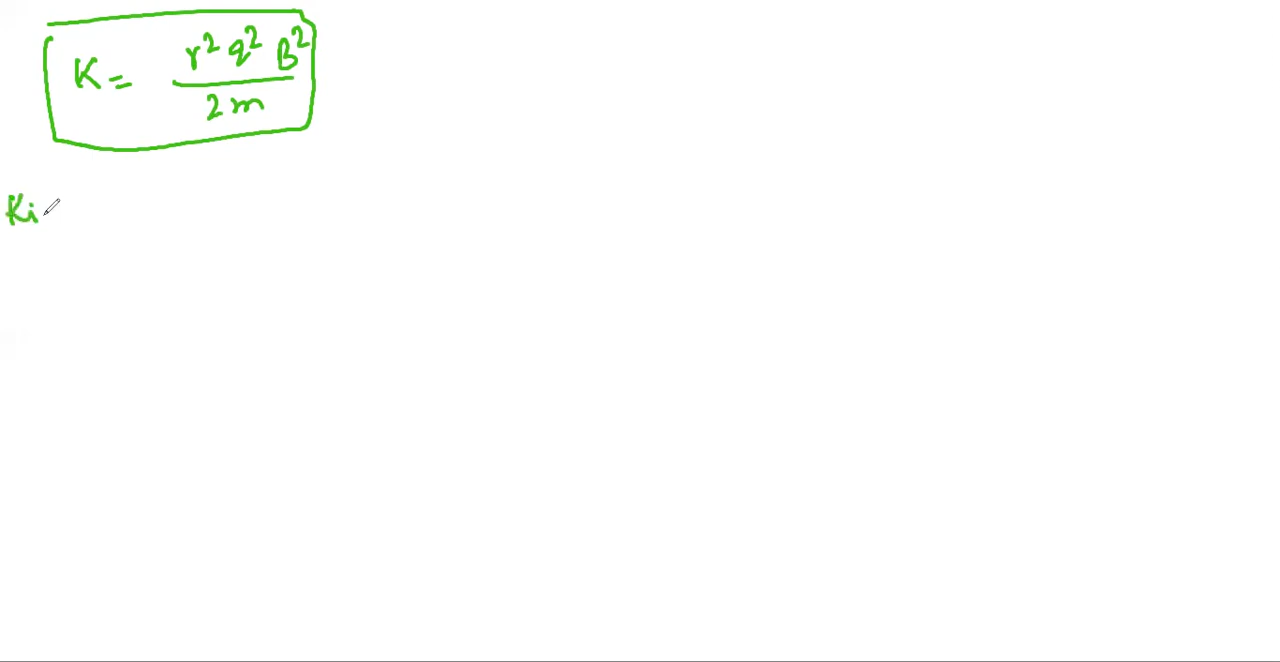 K = r² q² B² / 2m
Ki